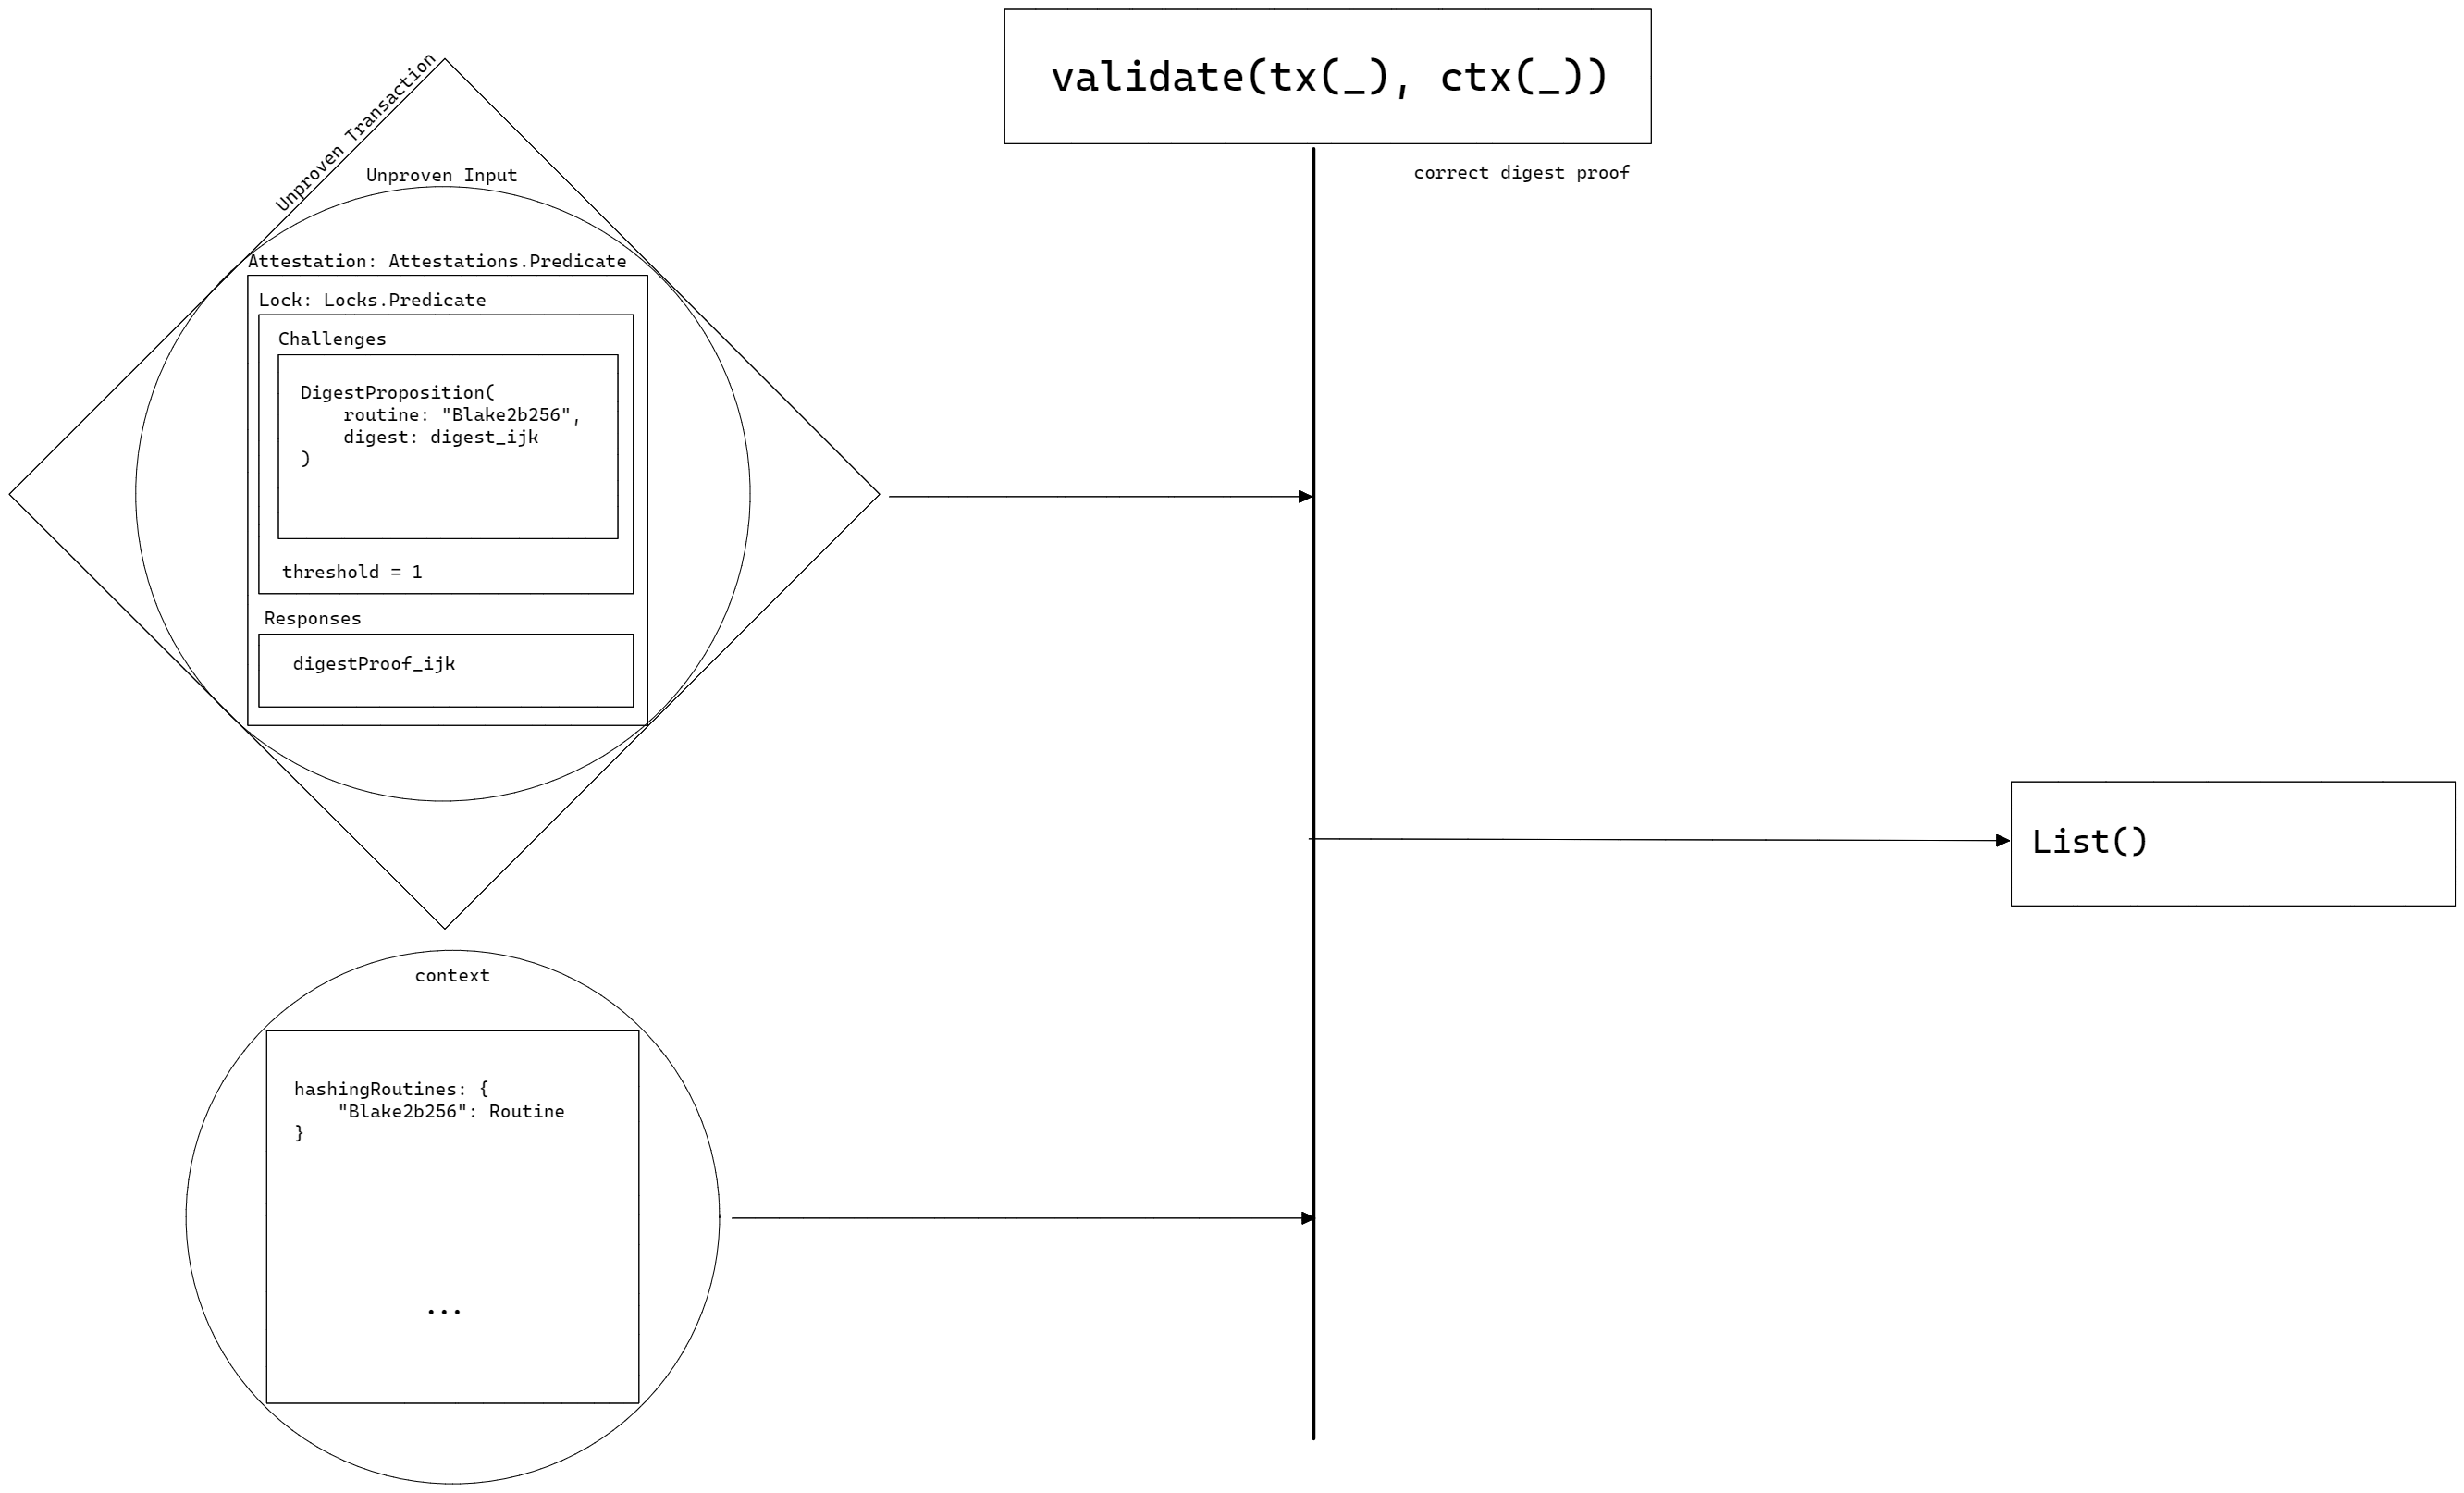 validate(tx(_), ctx(_))
correct digest proof
Unproven Transaction
Unproven Input
Attestation: Attestations.Predicate
Lock: Locks.Predicate
Challenges
DigestProposition(
    routine: "Blake2b256",
    digest: digest_ijk
)
threshold = 1
Responses
digestProof_ijk
List()
context
hashingRoutines: {
    "Blake2b256": Routine
}
...